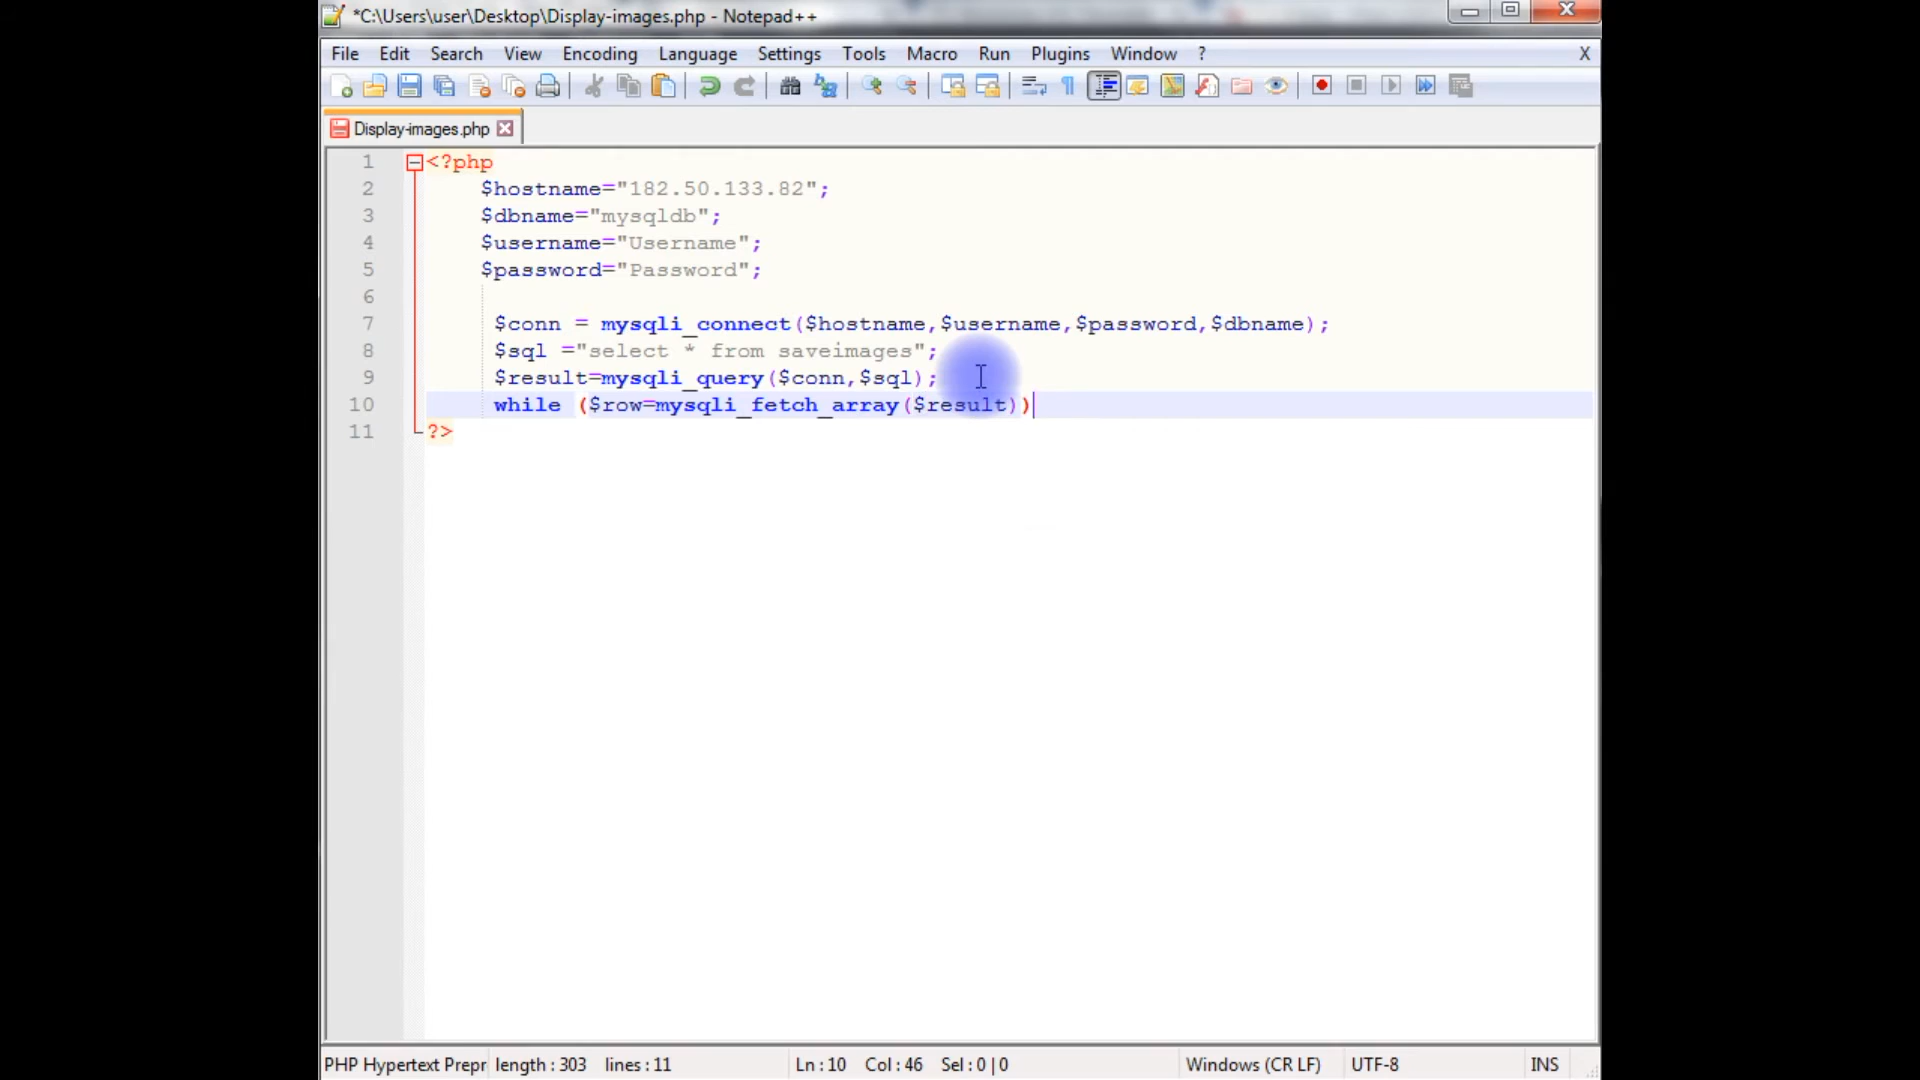 *C:\Users\user\Desktop\Display-images.php - Notepad++
File Edit Search View Encoding Language Settings Tools Macro Run Plugins Window ? X
Display-images.php
1 <?php
2 $hostname="182.50.133.82";
3 $dbname="mysqldb";
4 $username="Username";
5 $password="Password";
6
7 $conn = mysqli_connect($hostname,$username,$password,$dbname);
8 $sql ="select * from saveimages";
9 $result=mysqli_query($conn,$sql);
10 while ($row=mysqli_fetch_array($result))
11 ?>
PHP Hypertext Prepr length : 303 lines : 11 Ln : 10 Col : 46 Sel : 0 | 0 Windows (CR LF) UTF-8 INS